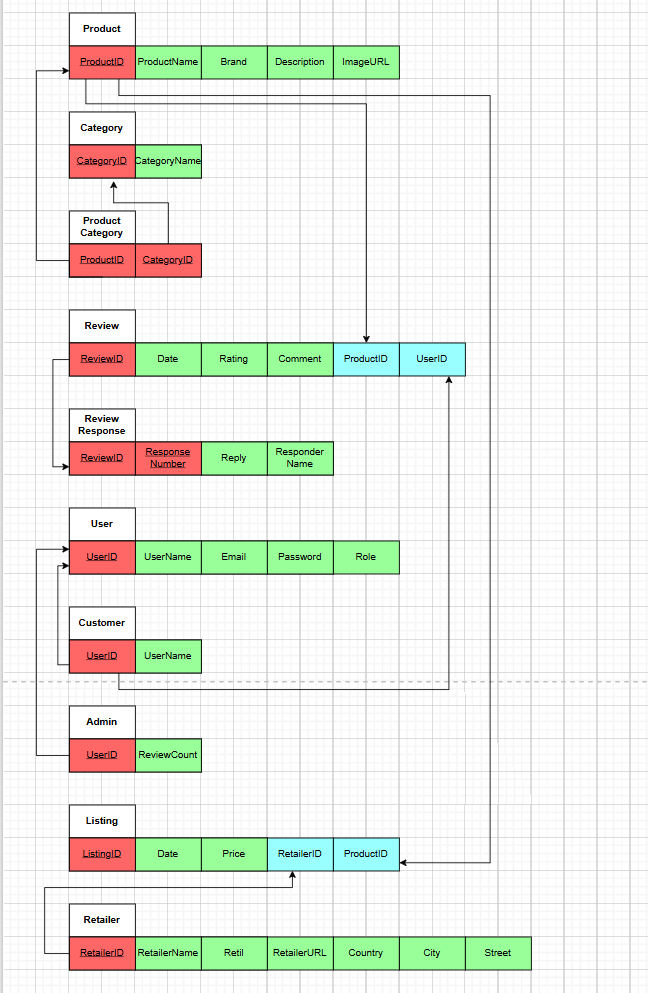 Product
ProductID ProductName Brand Description ImageURL
Category
CategoryID CategoryName
Product
Category
ProductID CategoryID
Review
ReviewID Date Rating Comment ProductID UserID
Review
Response
ReviewID Response Number Reply Responder Name
User
UserID UserName Email Password Role
Customer
UserID UserName
Admin
UserID ReviewCount
Listing
ListingID Date Price RetailerID ProductID
Retailer
RetailerID RetailerName Retil RetailerURL Country City Street